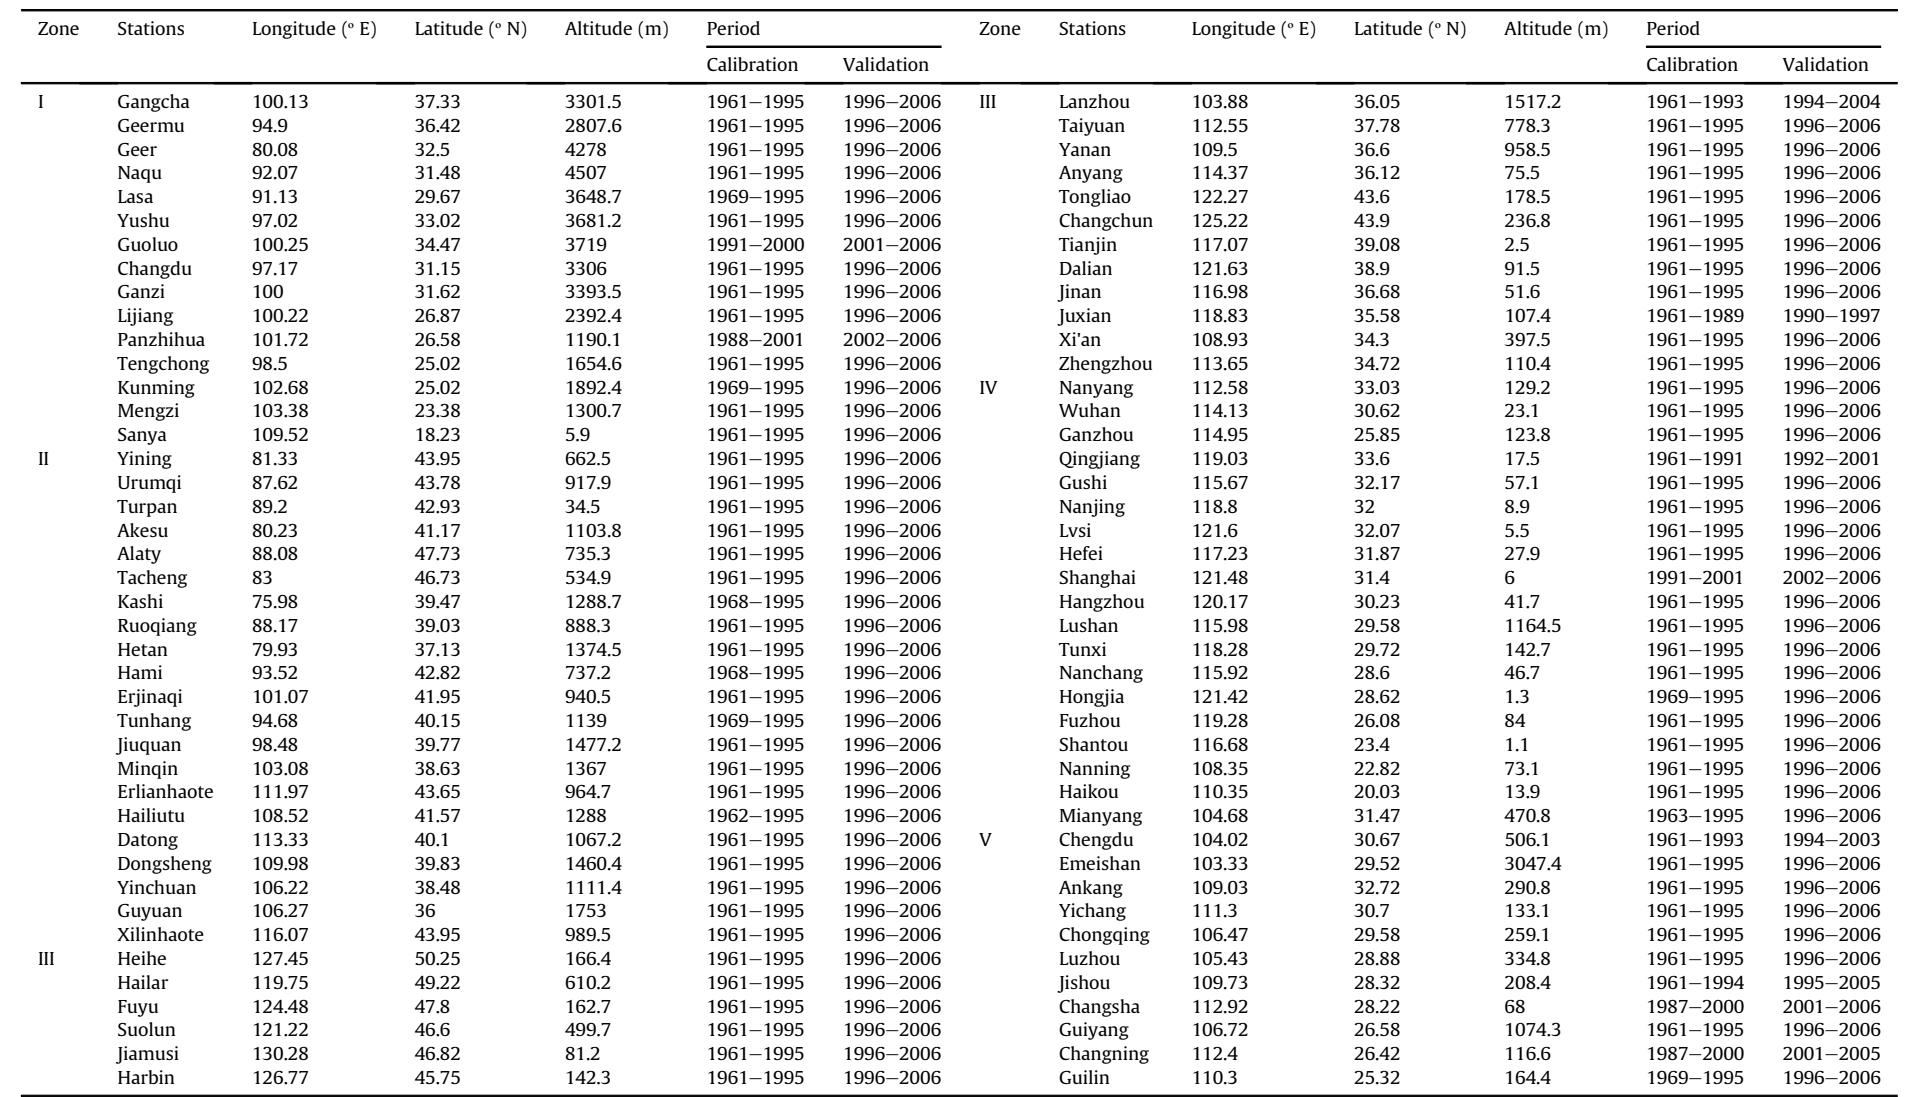 Zone Stations Longitude (º E) Latitude (º N) Altitude (m) Period Zone Stations Longitude (º E) Latitude (º N) Altitude (m) Period
Calibration Validation Calibration Validation
I Gangcha 100.13 37.33 3301.5 1961–1995 1996–2006 III Lanzhou 103.88 36.05 1517.2 1961–1993 1994–2004
Geermu 94.9 36.42 2807.6 1961–1995 1996–2006 Taiyuan 112.55 37.78 778.3 1961–1995 1996–2006
Geer 80.08 32.5 4278 1961–1995 1996–2006 Yanan 109.5 36.6 958.5 1961–1995 1996–2006
Naqu 92.07 31.48 4507 1961–1995 1996–2006 Anyang 114.37 36.12 75.5 1961–1995 1996–2006
Lasa 91.13 29.67 3648.7 1969–1995 1996–2006 Tongliao 122.27 43.6 178.5 1961–1995 1996–2006
Yushu 97.02 33.02 3681.2 1961–1995 1996–2006 Changchun 125.22 43.9 236.8 1961–1995 1996–2006
Guoluo 100.25 34.47 3719 1991–2000 2001–2006 Tianjin 117.07 39.08 2.5 1961–1995 1996–2006
Changdu 97.17 31.15 3306 1961–1995 1996–2006 Dalian 121.63 38.9 91.5 1961–1995 1996–2006
Ganzi 100 31.62 3393.5 1961–1995 1996–2006 Jinan 116.98 36.68 51.6 1961–1995 1996–2006
Lijiang 100.22 26.87 2392.4 1961–1995 1996–2006 Juxian 118.83 35.58 107.4 1961–1989 1990–1997
Panzhihua 101.72 26.58 1190.1 1988–2001 2002–2006 Xi'an 108.93 34.3 397.5 1961–1995 1996–2006
Tengchong 98.5 25.02 1654.6 1961–1995 1996–2006 Zhengzhou 113.65 34.72 110.4 1961–1995 1996–2006
Kunming 102.68 25.02 1892.4 1969–1995 1996–2006 IV Nanyang 112.58 33.03 129.2 1961–1995 1996–2006
Mengzi 103.38 23.38 1300.7 1961–1995 1996–2006 Wuhan 114.13 30.62 23.1 1961–1995 1996–2006
Sanya 109.52 18.23 5.9 1961–1995 1996–2006 Ganzhou 114.95 25.85 123.8 1961–1995 1996–2006
II Yining 81.33 43.95 662.5 1961–1995 1996–2006 Qingjiang 119.03 33.6 17.5 1961–1991 1992–2001
Urumqi 87.62 43.78 917.9 1961–1995 1996–2006 Gushi 115.67 32.17 57.1 1961–1995 1996–2006
Turpan 89.2 42.93 34.5 1961–1995 1996–2006 Nanjing 118.8 32 8.9 1961–1995 1996–2006
Akesu 80.23 41.17 1103.8 1961–1995 1996–2006 Lvsi 121.6 32.07 5.5 1961–1995 1996–2006
Alaty 88.08 47.73 735.3 1961–1995 1996–2006 Hefei 117.23 31.87 27.9 1961–1995 1996–2006
Tacheng 83 46.73 534.9 1961–1995 1996–2006 Shanghai 121.48 31.4 6 1991–2001 2002–2006
Kashi 75.98 39.47 1288.7 1968–1995 1996–2006 Hangzhou 120.17 30.23 41.7 1961–1995 1996–2006
Ruoqiang 88.17 39.03 888.3 1961–1995 1996–2006 Lushan 115.98 29.58 1164.5 1961–1995 1996–2006
Hetan 79.93 37.13 1374.5 1961–1995 1996–2006 Tunxi 118.28 29.72 142.7 1961–1995 1996–2006
Hami 93.52 42.82 737.2 1968–1995 1996–2006 Nanchang 115.92 28.6 46.7 1961–1995 1996–2006
Erjinaqi 101.07 41.95 940.5 1961–1995 1996–2006 Hongjia 121.42 28.62 1.3 1969–1995 1996–2006
Tunhang 94.68 40.15 1139 1969–1995 1996–2006 Fuzhou 119.28 26.08 84 1961–1995 1996–2006
Jiuquan 98.48 39.77 1477.2 1961–1995 1996–2006 Shantou 116.68 23.4 1.1 1961–1995 1996–2006
Minqin 103.08 38.63 1367 1961–1995 1996–2006 Nanning 108.35 22.82 73.1 1961–1995 1996–2006
Erlianhaote 111.97 43.65 964.7 1961–1995 1996–2006 Haikou 110.35 20.03 13.9 1961–1995 1996–2006
Hailiutu 108.52 41.57 1288 1962–1995 1996–2006 Mianyang 104.68 31.47 470.8 1963–1995 1996–2006
Datong 113.33 40.1 1067.2 1961–1995 1996–2006 V Chengdu 104.02 30.67 506.1 1961–1993 1994–2003
Dongsheng 109.98 39.83 1460.4 1961–1995 1996–2006 Emeishan 103.33 29.52 3047.4 1961–1995 1996–2006
Yinchuan 106.22 38.48 1111.4 1961–1995 1996–2006 Ankang 109.03 32.72 290.8 1961–1995 1996–2006
Guyuan 106.27 36 1753 1961–1995 1996–2006 Yichang 111.3 30.7 133.1 1961–1995 1996–2006
Xilinhaote 116.07 43.95 989.5 1961–1995 1996–2006 Chongqing 106.47 29.58 259.1 1961–1995 1996–2006
III Heihe 127.45 50.25 166.4 1961–1995 1996–2006 Luzhou 105.43 28.88 334.8 1961–1995 1996–2006
Hailar 119.75 49.22 610.2 1961–1995 1996–2006 Jishou 109.73 28.32 208.4 1961–1994 1995–2005
Fuyu 124.48 47.8 162.7 1961–1995 1996–2006 Changsha 112.92 28.22 68 1987–2000 2001–2006
Suolun 121.22 46.6 499.7 1961–1995 1996–2006 Guiyang 106.72 26.58 1074.3 1961–1995 1996–2006
Jiamusi 130.28 46.82 81.2 1961–1995 1996–2006 Changning 112.4 26.42 116.6 1987–2000 2001–2005
Harbin 126.77 45.75 142.3 1961–1995 1996–2006 Guilin 110.3 25.32 164.4 1969–1995 1996–2006